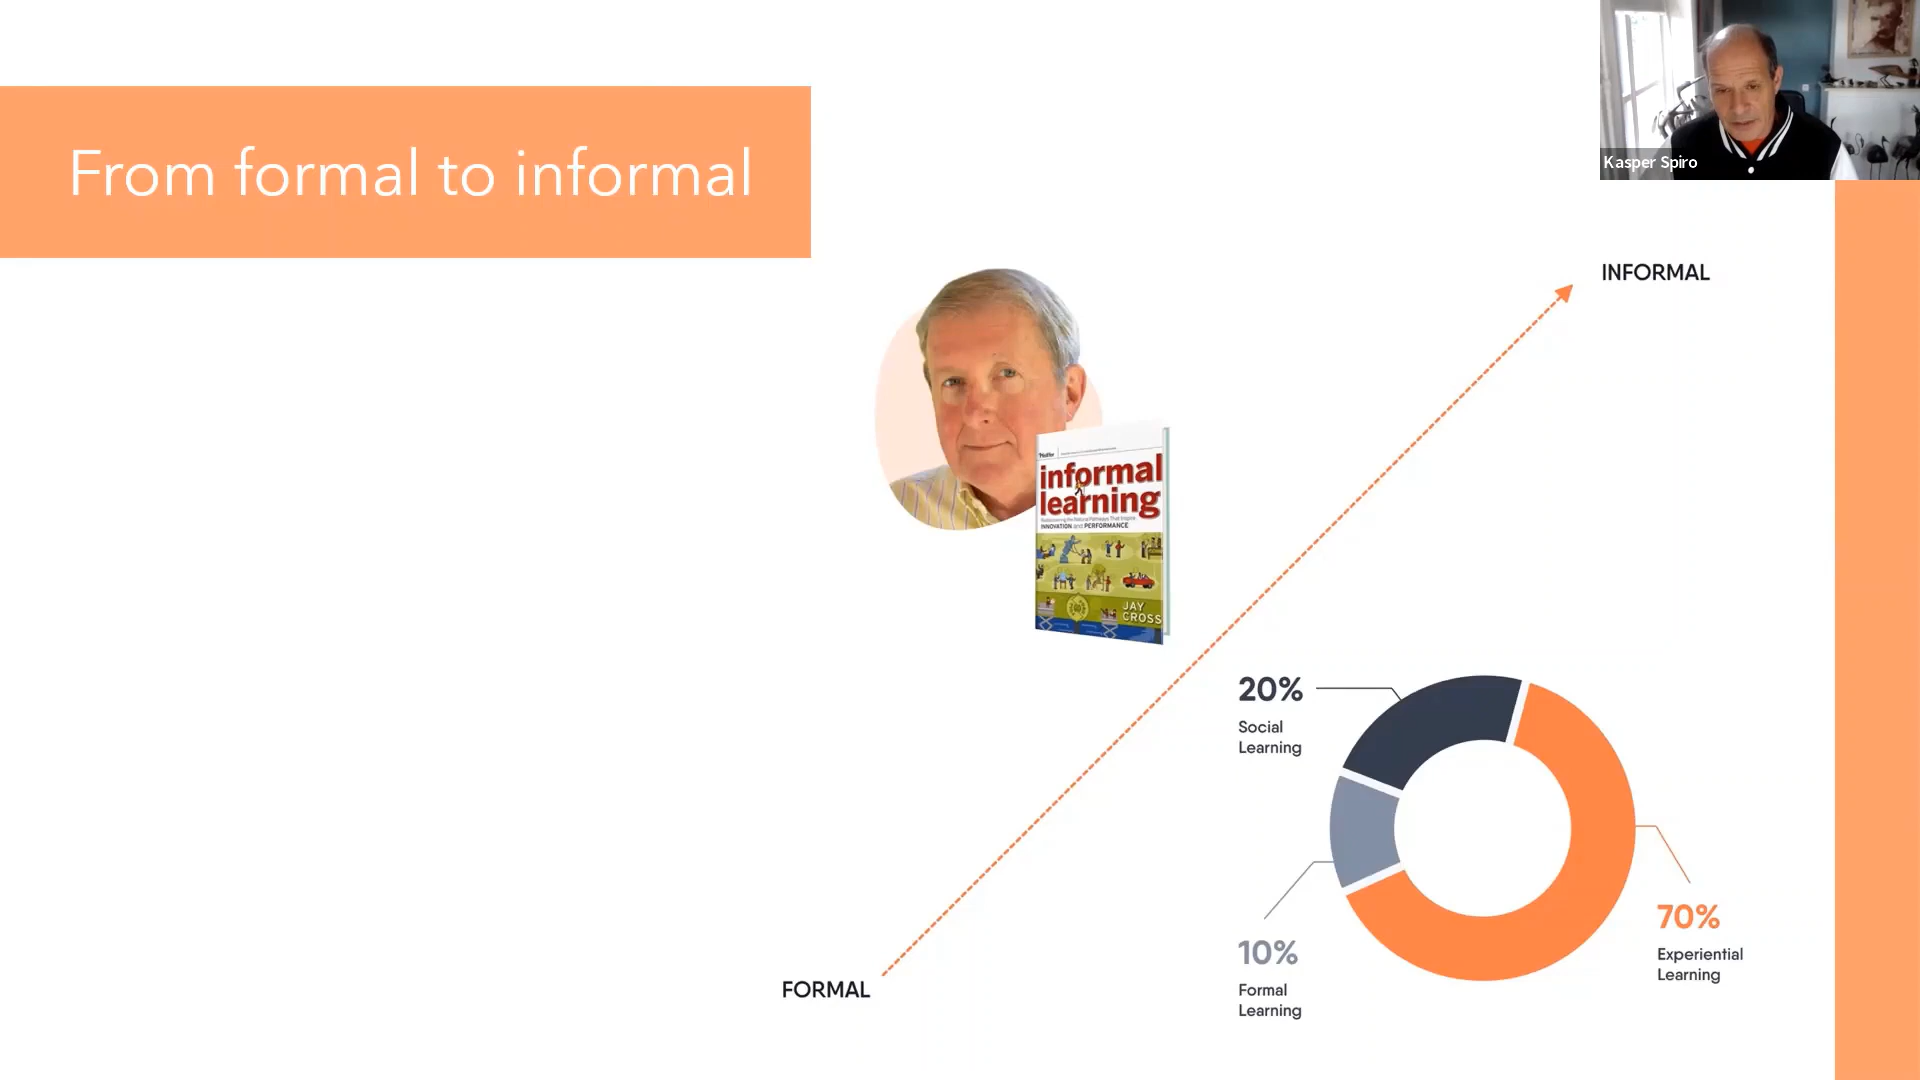 Kasper Spiro
From formal to informal
INFORMAL
informal
learning
INNOVATION and PERFORMANCE
JAY
CROSS
20%
Social
Learning
70%
Experiential
Learning
10%
Formal
Learning
FORMAL